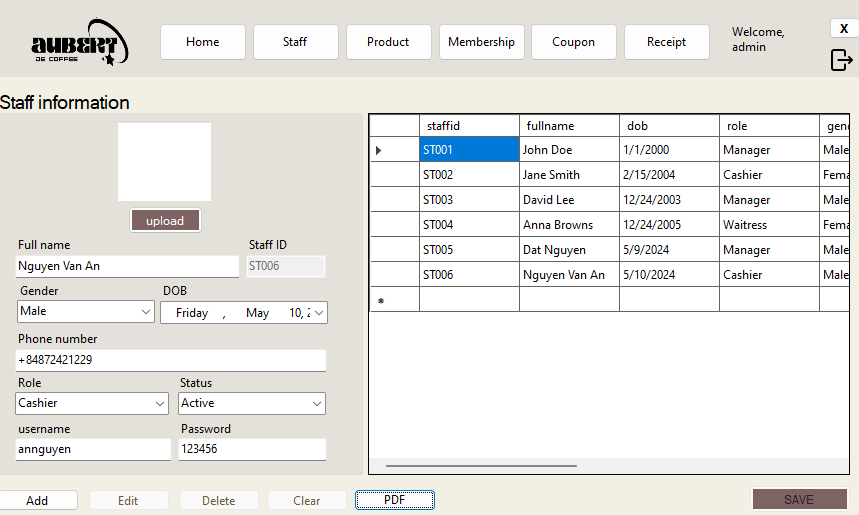 AUBERT
DE COFFEE
Home
Staff
Product
Membership
Coupon
Receipt
Welcome,
admin
X
Staff information
upload
Full name
Staff ID
Nguyen Van An
ST006
Gender
DOB
Male
Friday , May 10, 2
Phone number
+84872421229
Role
Status
Cashier
Active
username
Password
annguyen
123456
staffid fullname dob role gen
ST001 John Doe 1/1/2000 Manager Male
ST002 Jane Smith 2/15/2004 Cashier Fema
ST003 David Lee 12/24/2003 Manager Male
ST004 Anna Browns 12/24/2005 Waitress Fema
ST005 Dat Nguyen 5/9/2024 Manager Male
ST006 Nguyen Van An 5/10/2024 Cashier Male
Add
Edit
Delete
Clear
PDF
SAVE